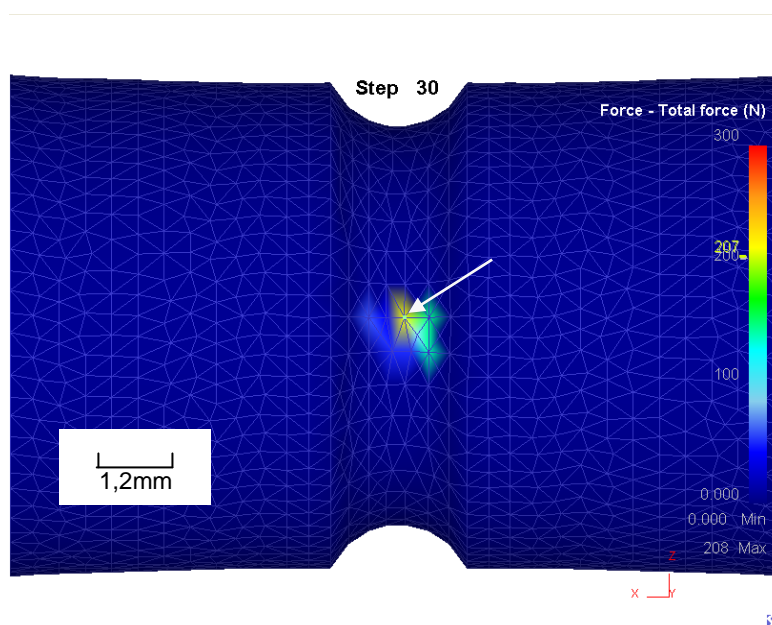 Step 30
Force - Total force (N)
300
207
200
100
0.000
0.000 Min
208 Max
1,2mm
Z
X
Y